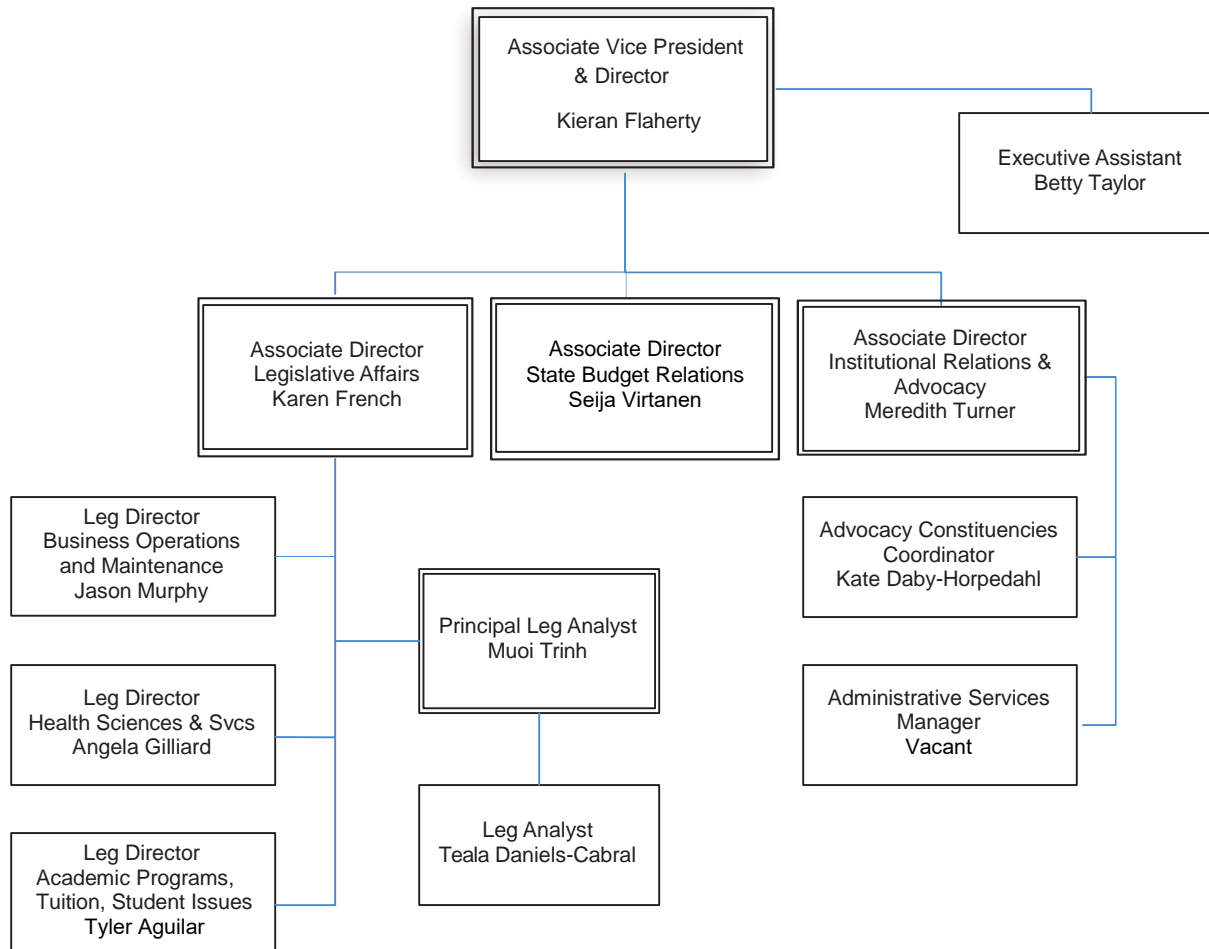 Associate Vice President
& Director
Kieran Flaherty
Executive Assistant
Betty Taylor
Associate Director
Legislative Affairs
Karen French
Associate Director
State Budget Relations
Seija Virtanen
Associate Director
Institutional Relations &
Advocacy
Meredith Turner
Leg Director
Business Operations
and Maintenance
Jason Murphy
Principal Leg Analyst
Muoi Trinh
Advocacy Constituencies
Coordinator
Kate Daby-Horpedahl
Leg Director
Health Sciences & Svcs
Angela Gilliard
Administrative Services
Manager
Vacant
Leg Analyst
Teala Daniels-Cabral
Leg Director
Academic Programs,
Tuition, Student Issues
Tyler Aguilar